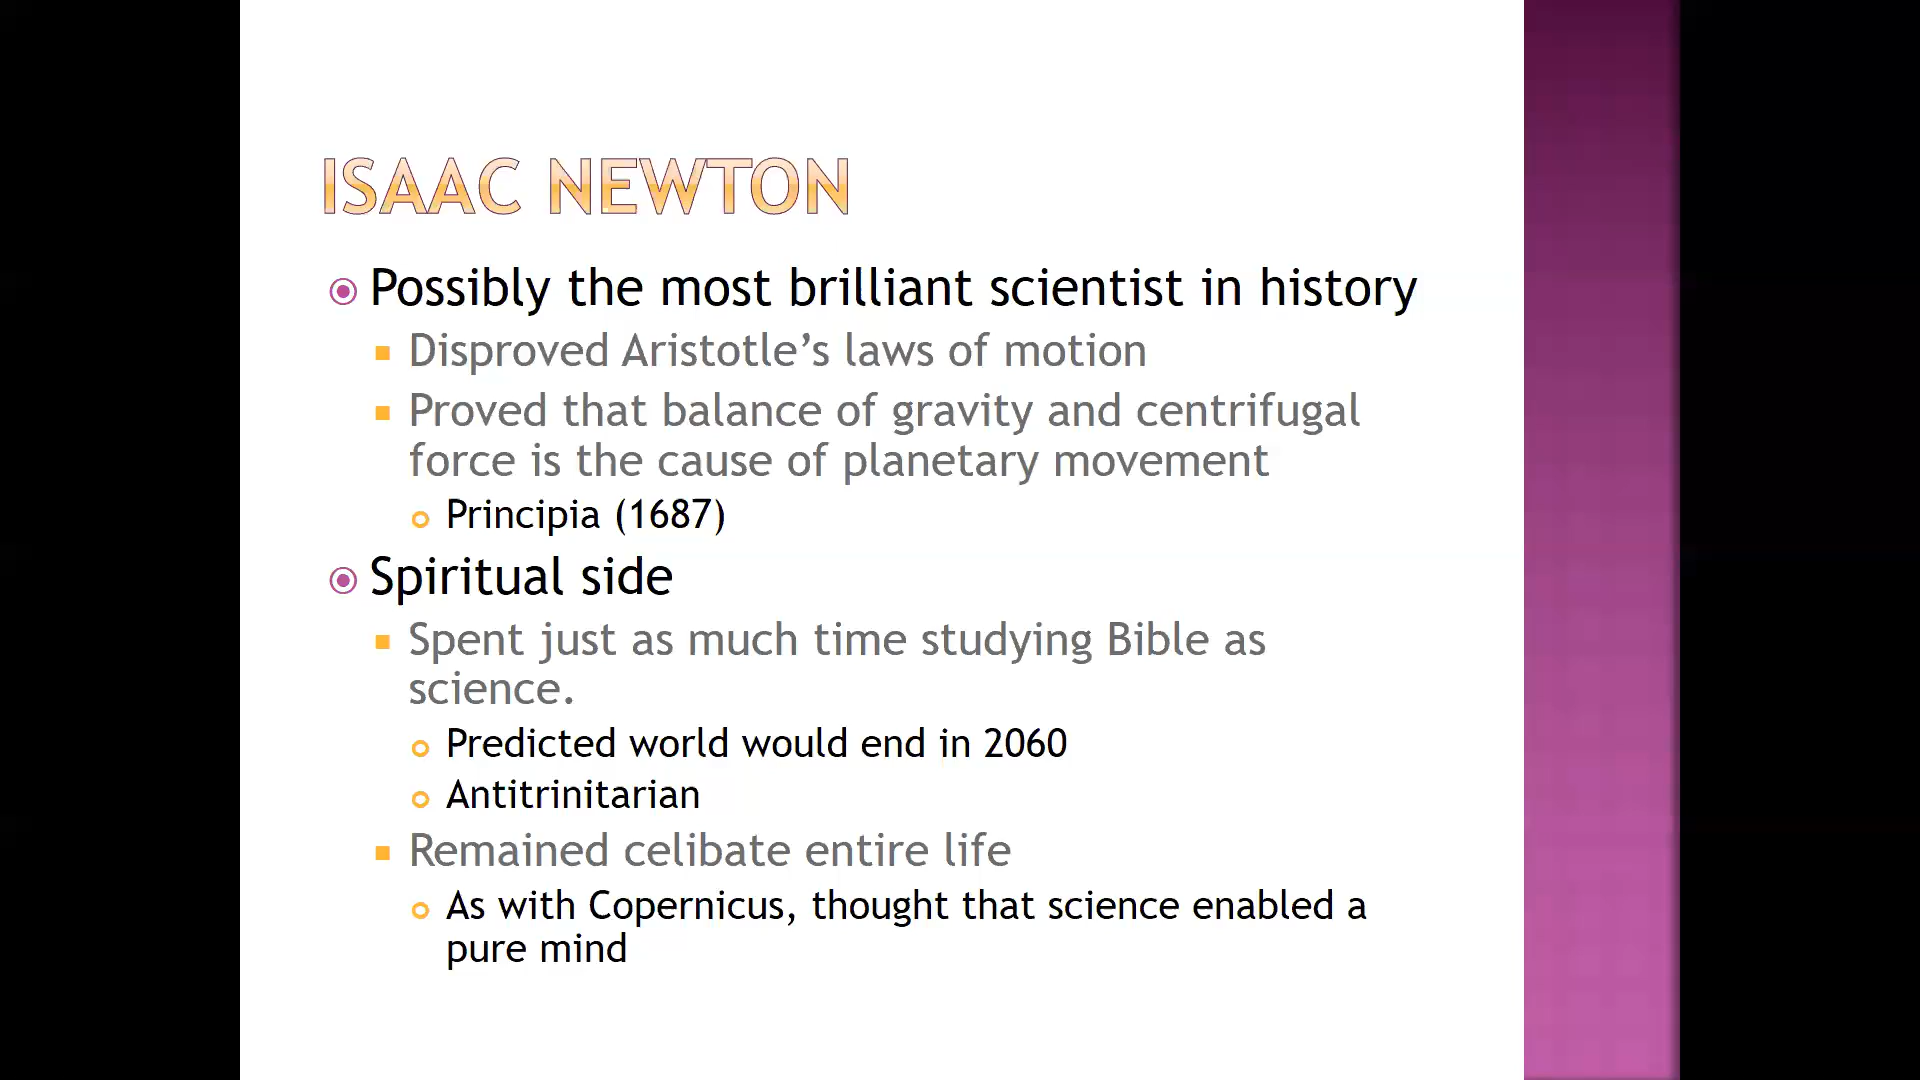 ISAAC NEWTON
Possibly the most brilliant scientist in history
Disproved Aristotle’s laws of motion
Proved that balance of gravity and centrifugal
force is the cause of planetary movement
Principia (1687)
Spiritual side
Spent just as much time studying Bible as
science.
Predicted world would end in 2060
Antitrinitarian
Remained celibate entire life
As with Copernicus, thought that science enabled a
pure mind